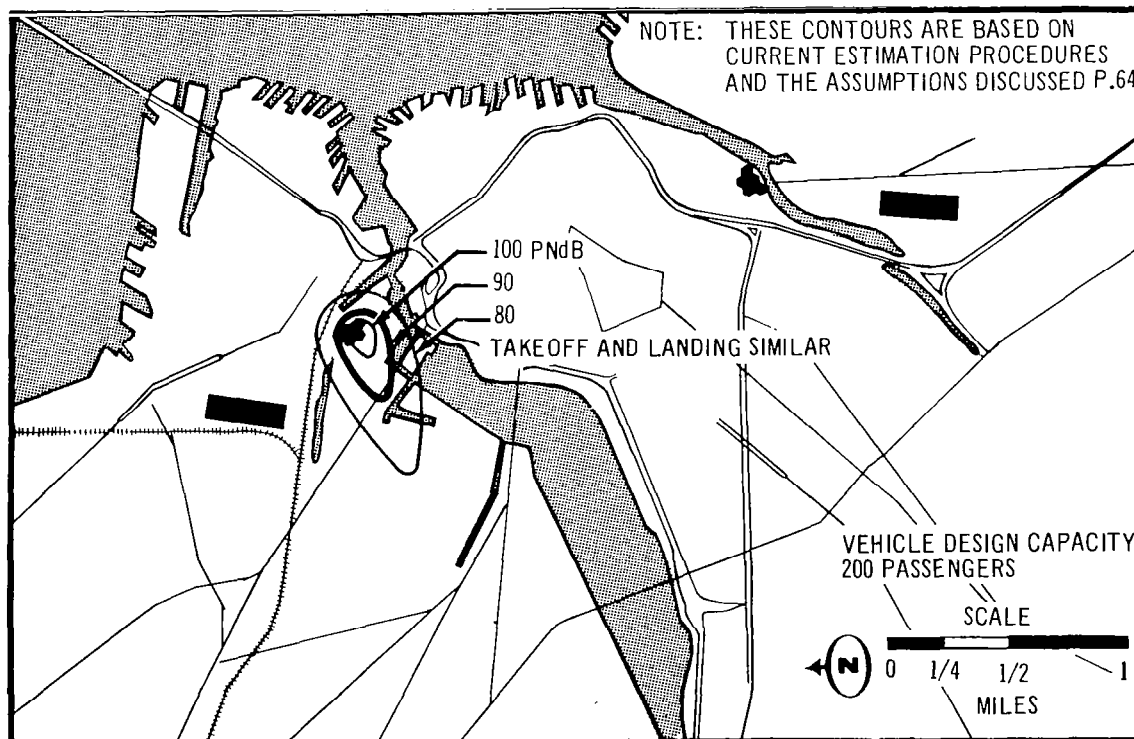 NOTE: THESE CONTOURS ARE BASED ON
CURRENT ESTIMATION PROCEDURES
AND THE ASSUMPTIONS DISCUSSED P.64
100 PNdB
90
80
TAKEOFF AND LANDING SIMILAR
VEHICLE DESIGN CAPACITY
200 PASSENGERS
SCALE
N
0 1/4 1/2 1
MILES